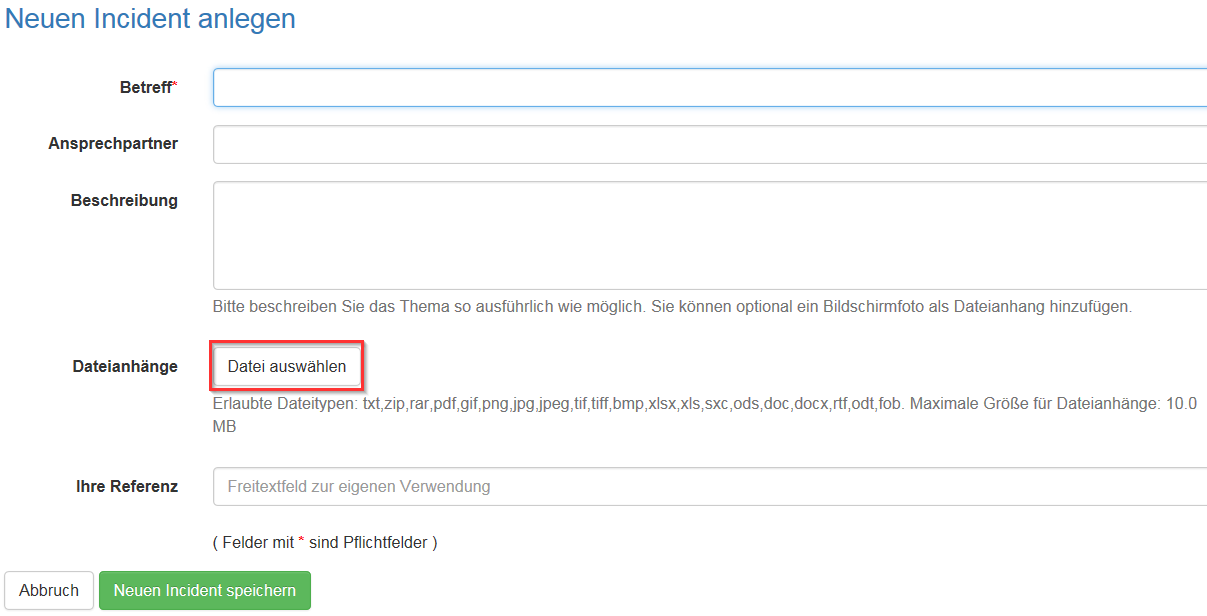 Neuen Incident anlegen
Betreff*
Ansprechpartner
Beschreibung
Bitte beschreiben Sie das Thema so ausführlich wie möglich. Sie können optional ein Bildschirmfoto als Dateianhang hinzufügen.
Dateianhänge
Datei auswählen
Erlaubte Dateitypen: txt,zip,rar,pdf,gif,png,jpg,jpeg,tif,tiff,bmp,xlsx,xls,sxc,ods,doc,docx,rtf,odt,fob. Maximale Größe für Dateianhänge: 10.0
MB
Ihre Referenz
Freitextfeld zur eigenen Verwendung
( Felder mit * sind Pflichtfelder )
Abbruch
Neuen Incident speichern